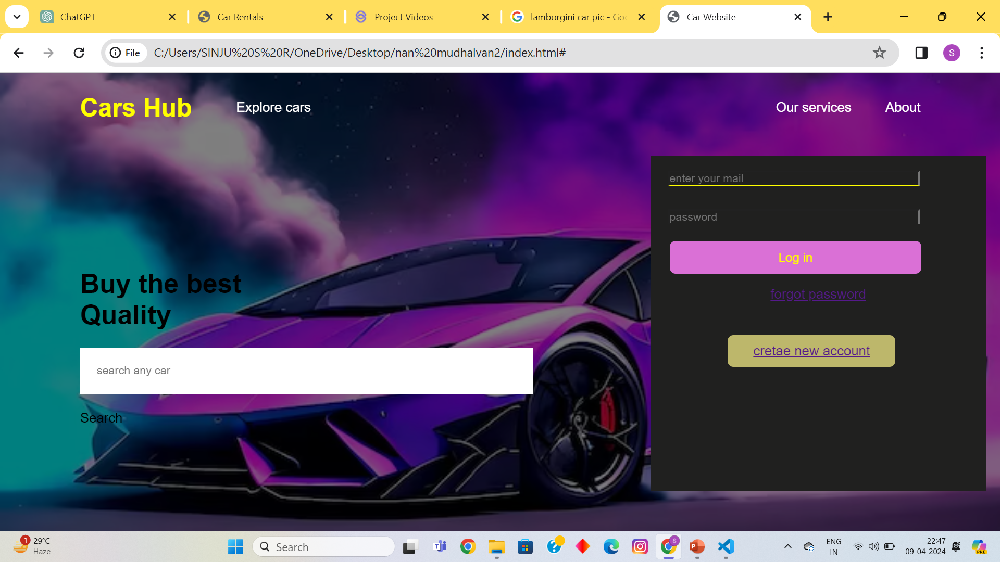 ChatGPT
Car Rentals
Project Videos
lamborgini car pic - Goo
Car Website
File
C:/Users/SINJU%20S%20R/OneDrive/Desktop/nan%20mudhalvan2/index.html#
S
Cars Hub
Explore cars
Our services
About
enter your mail
password
Log in
forgot password
cretae new account
Buy the best
Quality
search any car
Search
1
29°C
Haze
Search
T
S
P
ENG
IN
22:47
09-04-2024
PRE